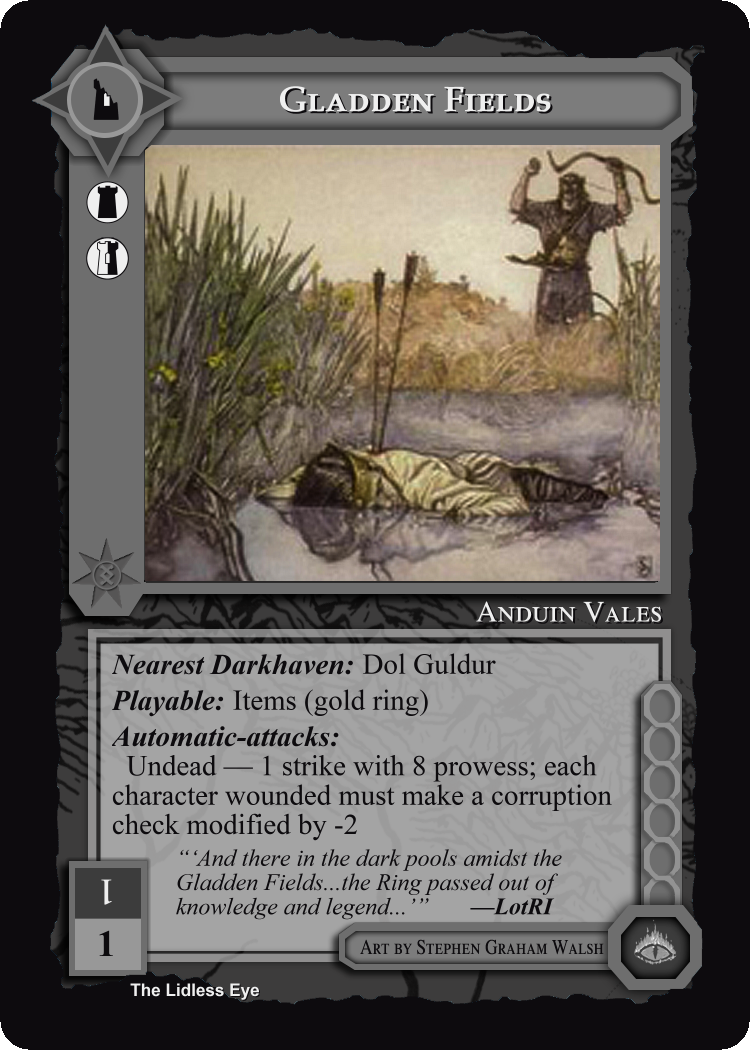 Gladden Fields
Anduin Vales
Nearest Darkhaven: Dol Guldur
Playable: Items (gold ring)
Automatic-attacks:
Undead — 1 strike with 8 prowess; each
character wounded must make a corruption
check modified by -2
“‘And there in the dark pools amidst the
Gladden Fields...the Ring passed out of
knowledge and legend...’” —LotRI
1
1
Art by Stephen Graham Walsh
The Lidless Eye